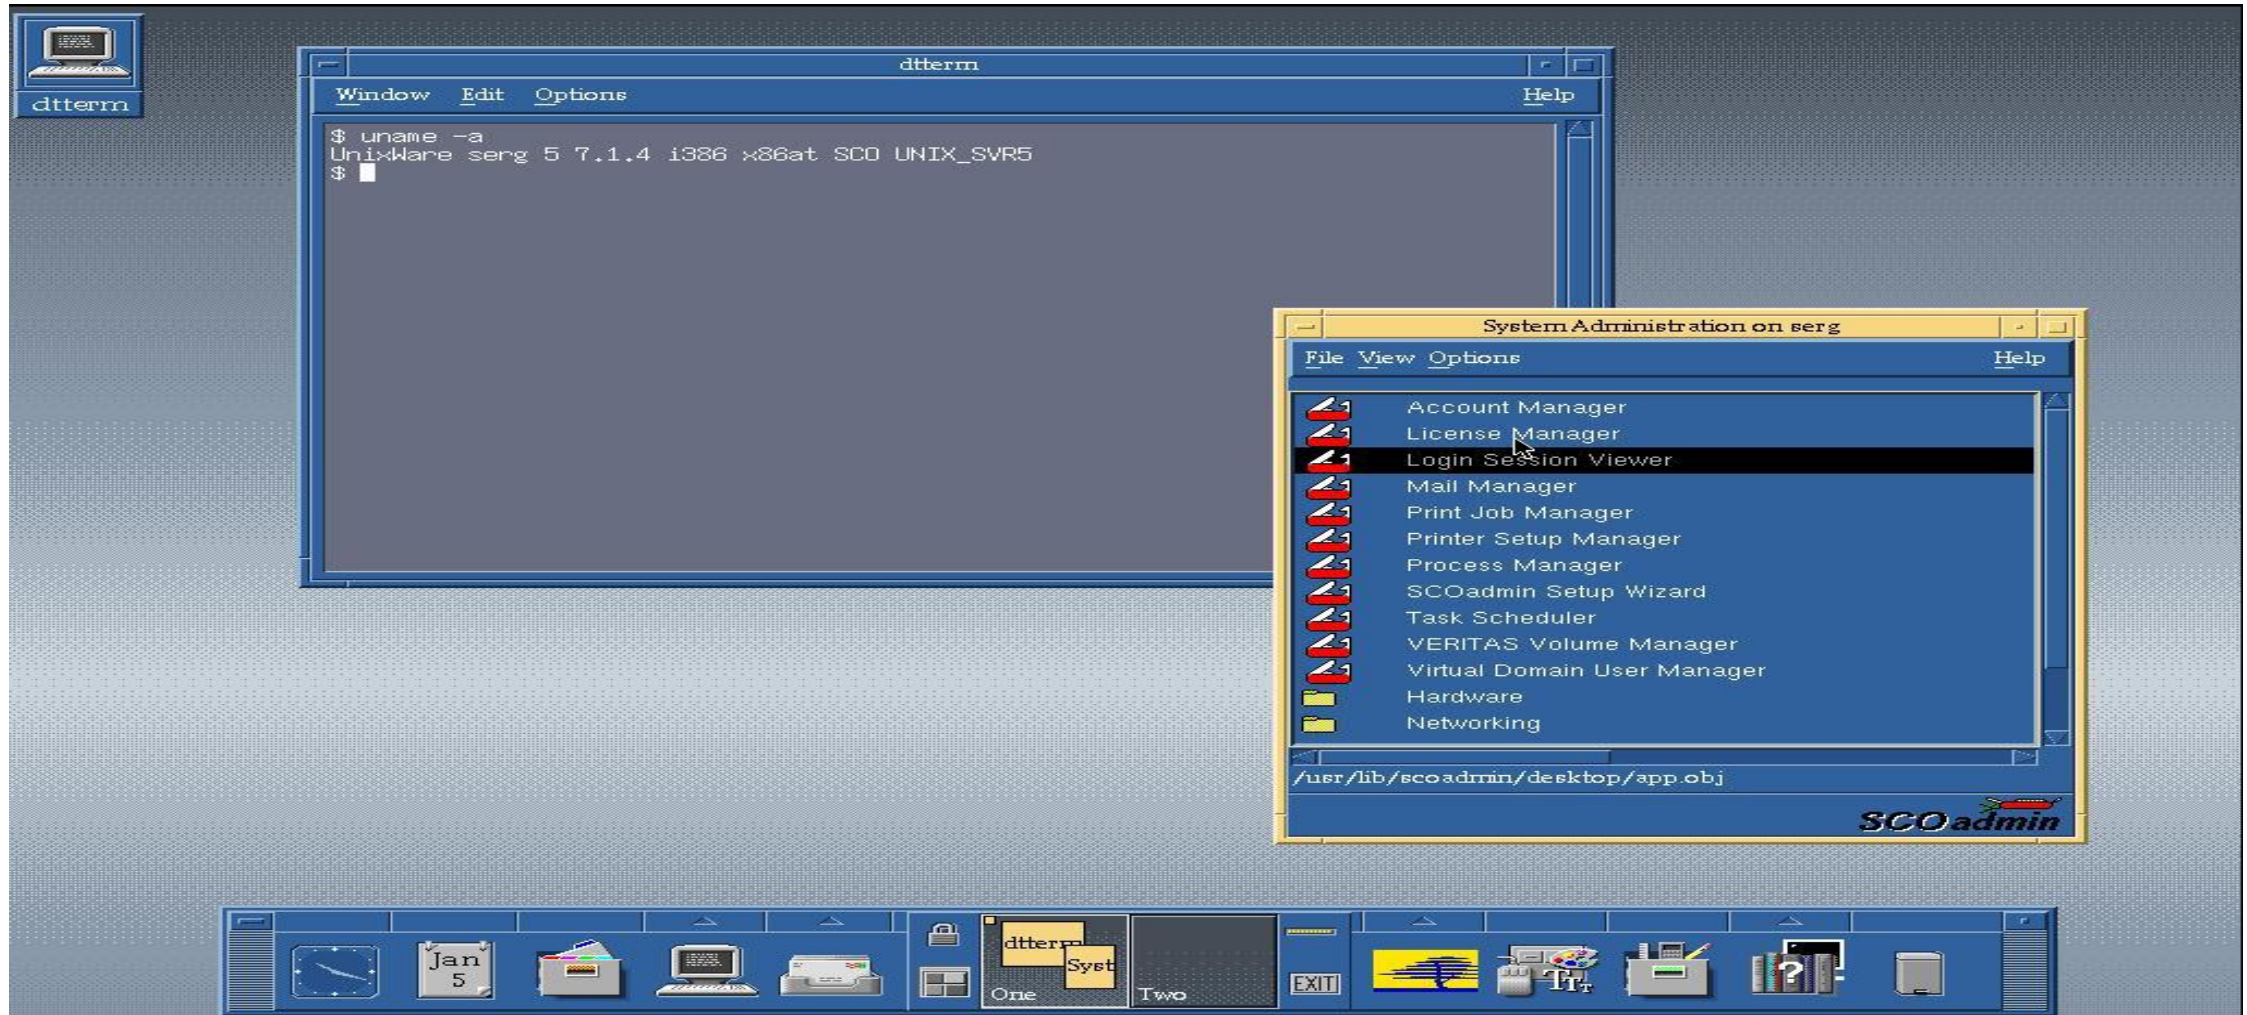 dtterm
dtterm
Window Edit Options Help
$ uname -a
UnixWare serg 5 7.1.4 i386 x86at SCO UNIX_SVR5
$
System Administration on serg
File View Options Help
Account Manager
License Manager
Login Session Viewer
Mail Manager
Print Job Manager
Printer Setup Manager
Process Manager
SCOadmin Setup Wizard
Task Scheduler
VERITAS Volume Manager
Virtual Domain User Manager
Hardware
Networking
/usr/lib/scoadmin/desktop/app.obj
SCOadmin
Jan
5
dtterm
Syst
One
Two
EXIT